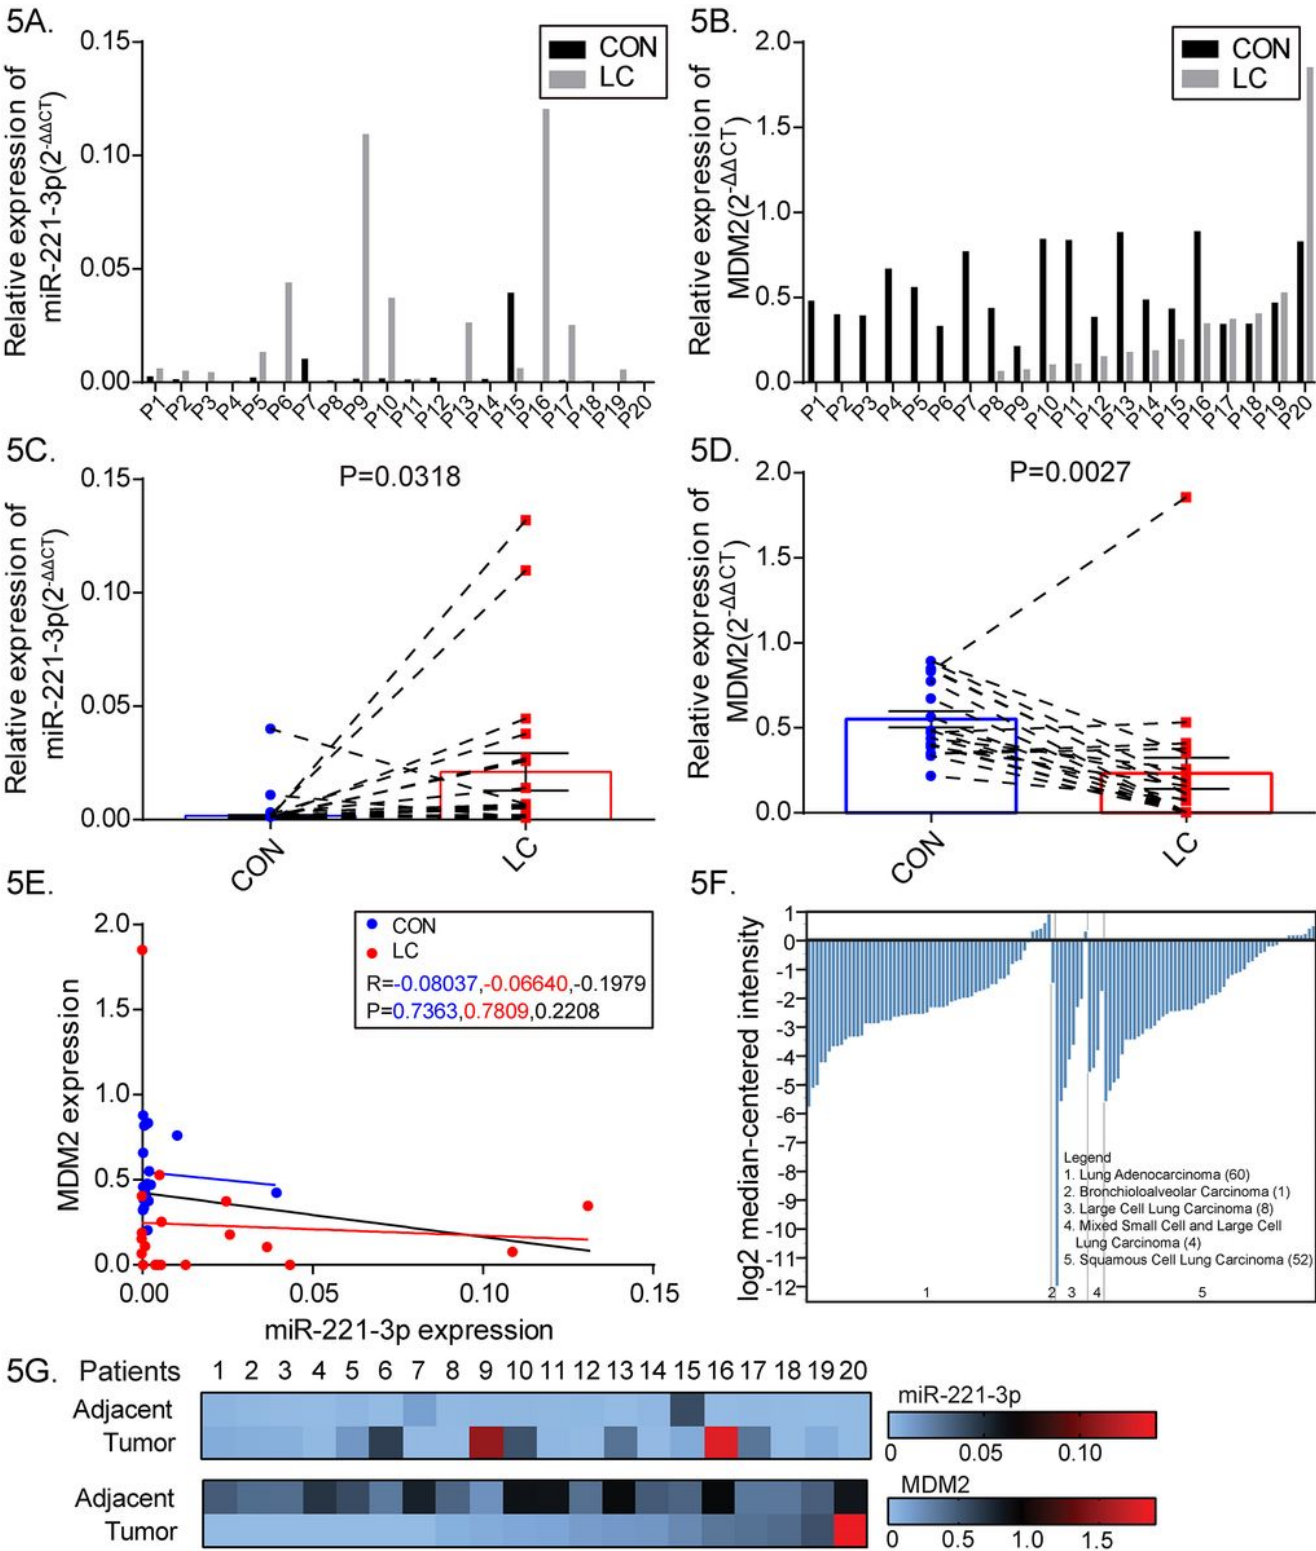 5A.
Relative expression of
miR-221-3p(2-ΔΔCT)
0.15
0.10
0.05
0.00
CON
LC
P1 P2 P3 P4 P5 P6 P7 P8 P9 P10 P11 P12 P13 P14 P15 P16 P17 P18 P19 P20
5B.
Relative expression of
MDM2(2-ΔΔCT)
2.0
1.5
1.0
0.5
0.0
CON
LC
P1 P2 P3 P4 P5 P6 P7 P8 P9 P10 P11 P12 P13 P14 P15 P16 P17 P18 P19 P20
5C.
P=0.0318
Relative expression of
miR-221-3p(2-ΔΔCT)
0.15
0.10
0.05
0.00
CON LC
5D.
P=0.0027
Relative expression of
MDM2(2-ΔΔCT)
2.0
1.5
1.0
0.5
0.0
CON LC
5E.
MDM2 expression
2.0
1.5
1.0
0.5
0.0
CON
LC
R=-0.08037,-0.06640,-0.1979
P=0.7363,0.7809,0.2208
0.00 0.05 0.10 0.15
miR-221-3p expression
5F.
log2 median-centered intensity
1
0
-1
-2
-3
-4
-5
-6
-7
-8
-9
-10
-11
-12
Legend
1. Lung Adenocarcinoma (60)
2. Bronchioloalveolar Carcinoma (1)
3. Large Cell Lung Carcinoma (8)
4. Mixed Small Cell and Large Cell
Lung Carcinoma (4)
5. Squamous Cell Lung Carcinoma (52)
1 2 3 4 5
5G. Patients 1 2 3 4 5 6 7 8 9 10 11 12 13 14 15 16 17 18 19 20
Adjacent
Tumor
miR-221-3p
0 0.05 0.10
Adjacent
Tumor
MDM2
0 0.5 1.0 1.5